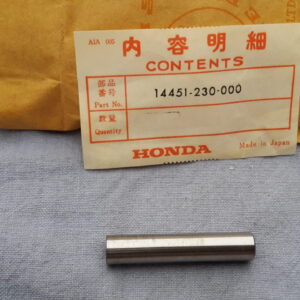 AIA 005
内容明細
CONTENTS
部品
番号
Part No.
14451-230-000
数量
Quantity
HONDA
Made in Japan